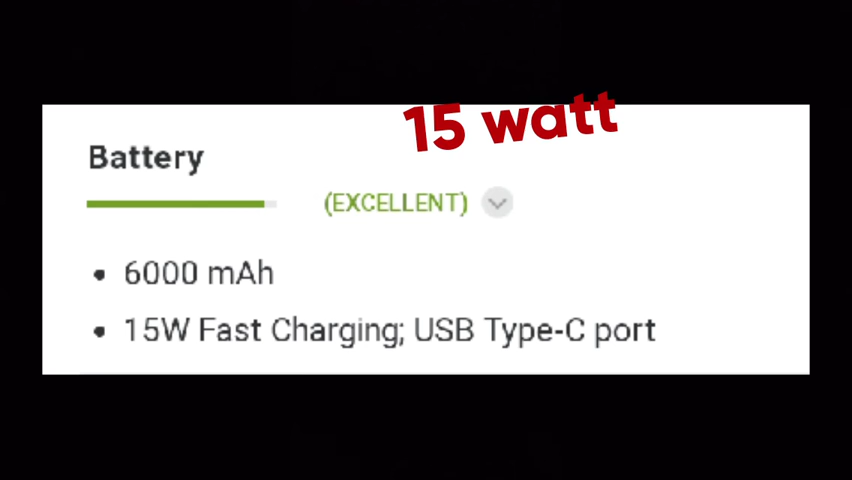 15 watt
Battery
(EXCELLENT)
6000 mAh
15W Fast Charging; USB Type-C port